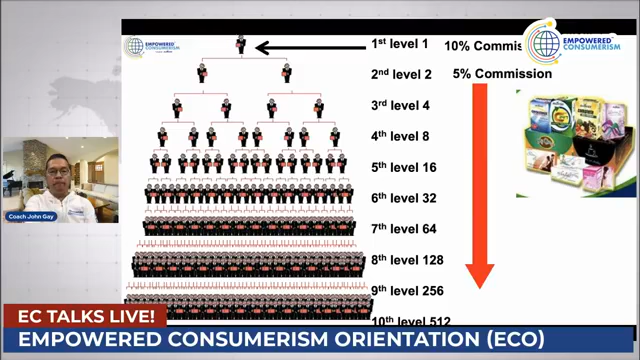 EMPOWERED CONSUMERISM
1st level 1
10% Commis
EMPOWERED
CONSUMERISM
2nd level 2
5% Commission
3rd level 4
4th level 8
5th level 16
6th level 32
7th level 64
8th level 128
9th level 256
10th level 512
Coach John Gay
EC TALKS LIVE!
EMPOWERED CONSUMERISM ORIENTATION (ECO)